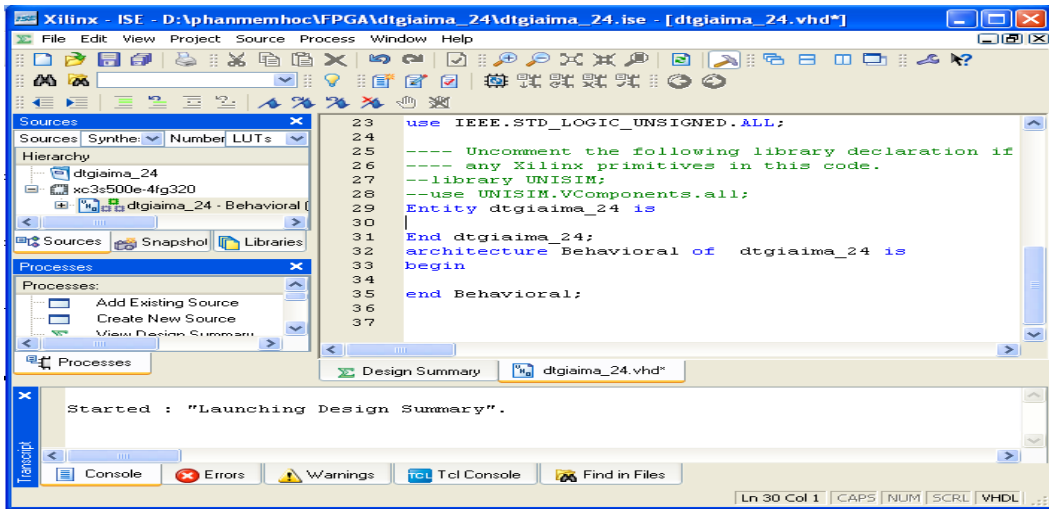 Xilinx - ISE - D:\phanmemhoc\FPGA\dtgiaima_24\dtgiaima_24.ise - [dtgiaima_24.vhd*]
File Edit View Project Source Process Window Help
Sources
Sources Synthe: Number LUTs
Hierarchy
dtgiaima_24
xc3s500e-4fg320
dtgiaima_24 - Behavioral (
Sources Snapshot Libraries
Processes
Processes:
Add Existing Source
Create New Source
View Design Summary
Processes
23 use IEEE.STD_LOGIC_UNSIGNED.ALL;
24
25 ---- Uncomment the following library declaration if
26 ---- any Xilinx primitives in this code.
27 --library UNISIM;
28 --use UNISIM.VComponents.all;
29 Entity dtgiaima_24 is
30
31 End dtgiaima_24;
32 architecture Behavioral of dtgiaima_24 is
33 begin
34
35 end Behavioral;
36
37
Design Summary dtgiaima_24.vhd*
Started : "Launching Design Summary".
Transcript
Console Errors Warnings TCL Tcl Console Find in Files
Ln 30 Col 1 CAPS NUM SCRL VHDL